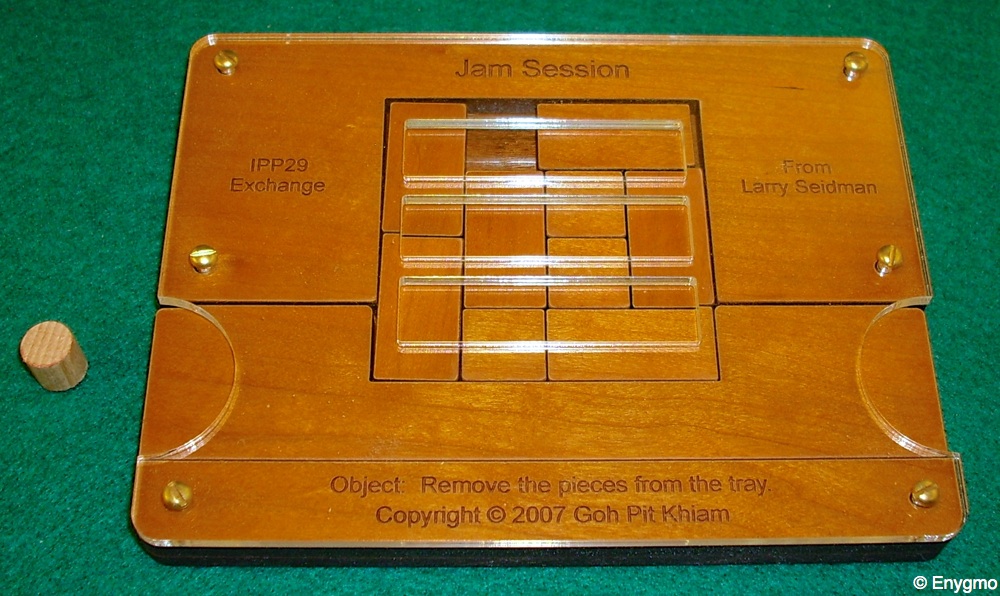 Jam Session
IPP29
Exchange
From
Larry Seidman
Object: Remove the pieces from the tray.
Copyright © 2007 Goh Pit Khiam
© Enygmo